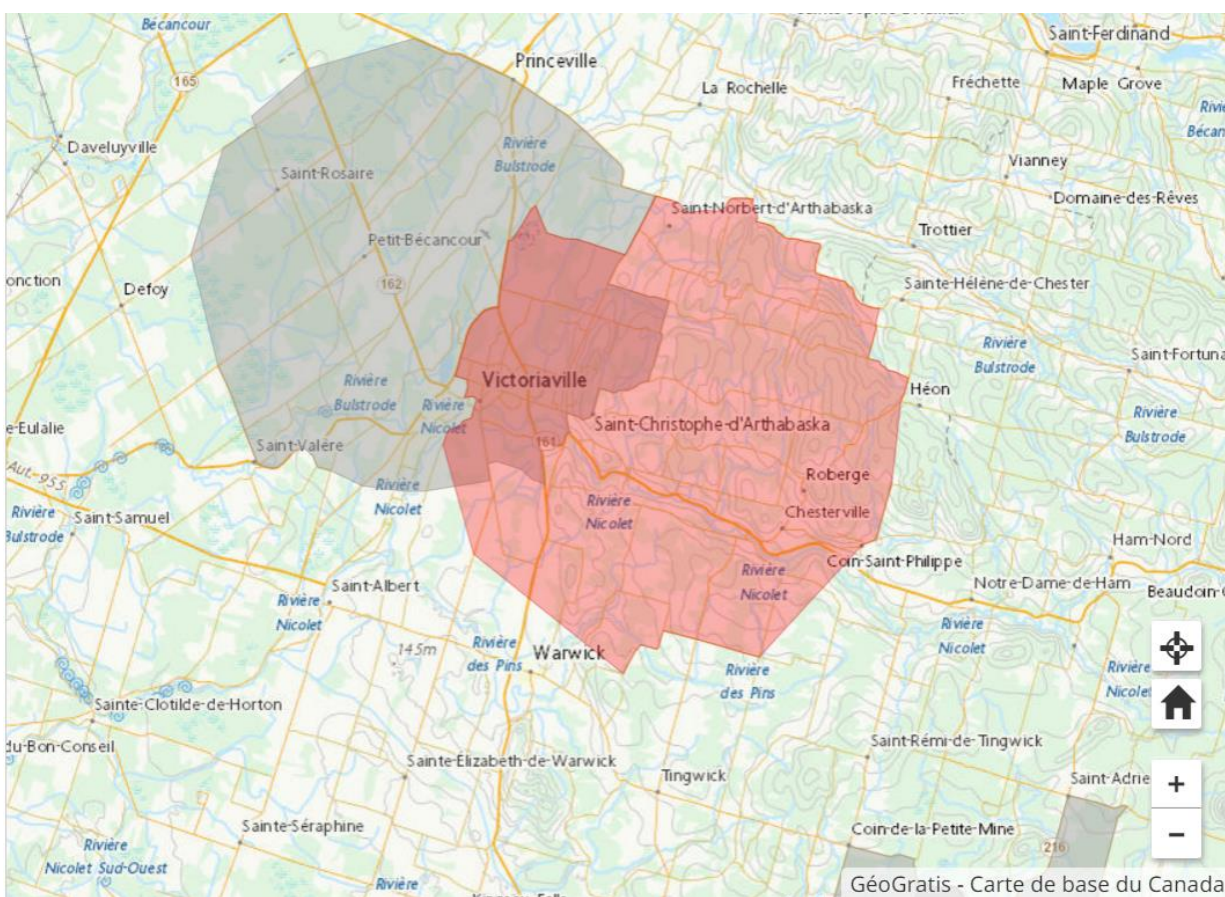 Bécancour
Saint-Ferdinand
Princeville
165
La Rochelle
Fréchette
Maple Grove
Daveluyville
Rivière
Bulstrode
Vianney
Saint-Rosaire
Domaine-des-Rêves
Saint-Norbert-d'Arthabaska
Petit-Bécancour
Trottier
162
Defoy
Sainte-Hélène-de-Chester
Rivière
Bulstrode
Saint-Fortuna
Victoriaville
Rivière
Bulstrode
Rivière
Nicolet
Héon
Saint-Christophe-d'Arthabaska
Rivière
Bulstrode
e-Eulalie
161
Saint-Valère
Aut. 955
Roberge
Rivière
Nicolet
Rivière
Nicolet
Chesterville
Rivière
Bulstrode
Saint-Samuel
Ham-Nord
Coin-Saint-Philippe
Saint-Albert
Rivière
Nicolet
Rivière
Nicolet
Notre-Dame-de-Ham
Beaudoin-C
Rivière
Nicolet
145m
Rivière
des Pins
Warwick
Rivière
des Pins
Rivière
Nicolet
Sainte-Clotilde-de-Horton
du-Bon-Conseil
Saint-Rémi-de-Tingwick
Sainte-Élizabeth-de-Warwick
Tingwick
Saint-Adrie
+
Sainte-Séraphine
Coin-de-la-Petite-Mine
−
216
Rivière
Nicolet Sud-Ouest
Rivière
GéoGratis - Carte de base du Canada